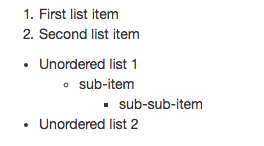 1. First list item
2. Second list item
• Unordered list 1
◦ sub-item
▪ sub-sub-item
• Unordered list 2